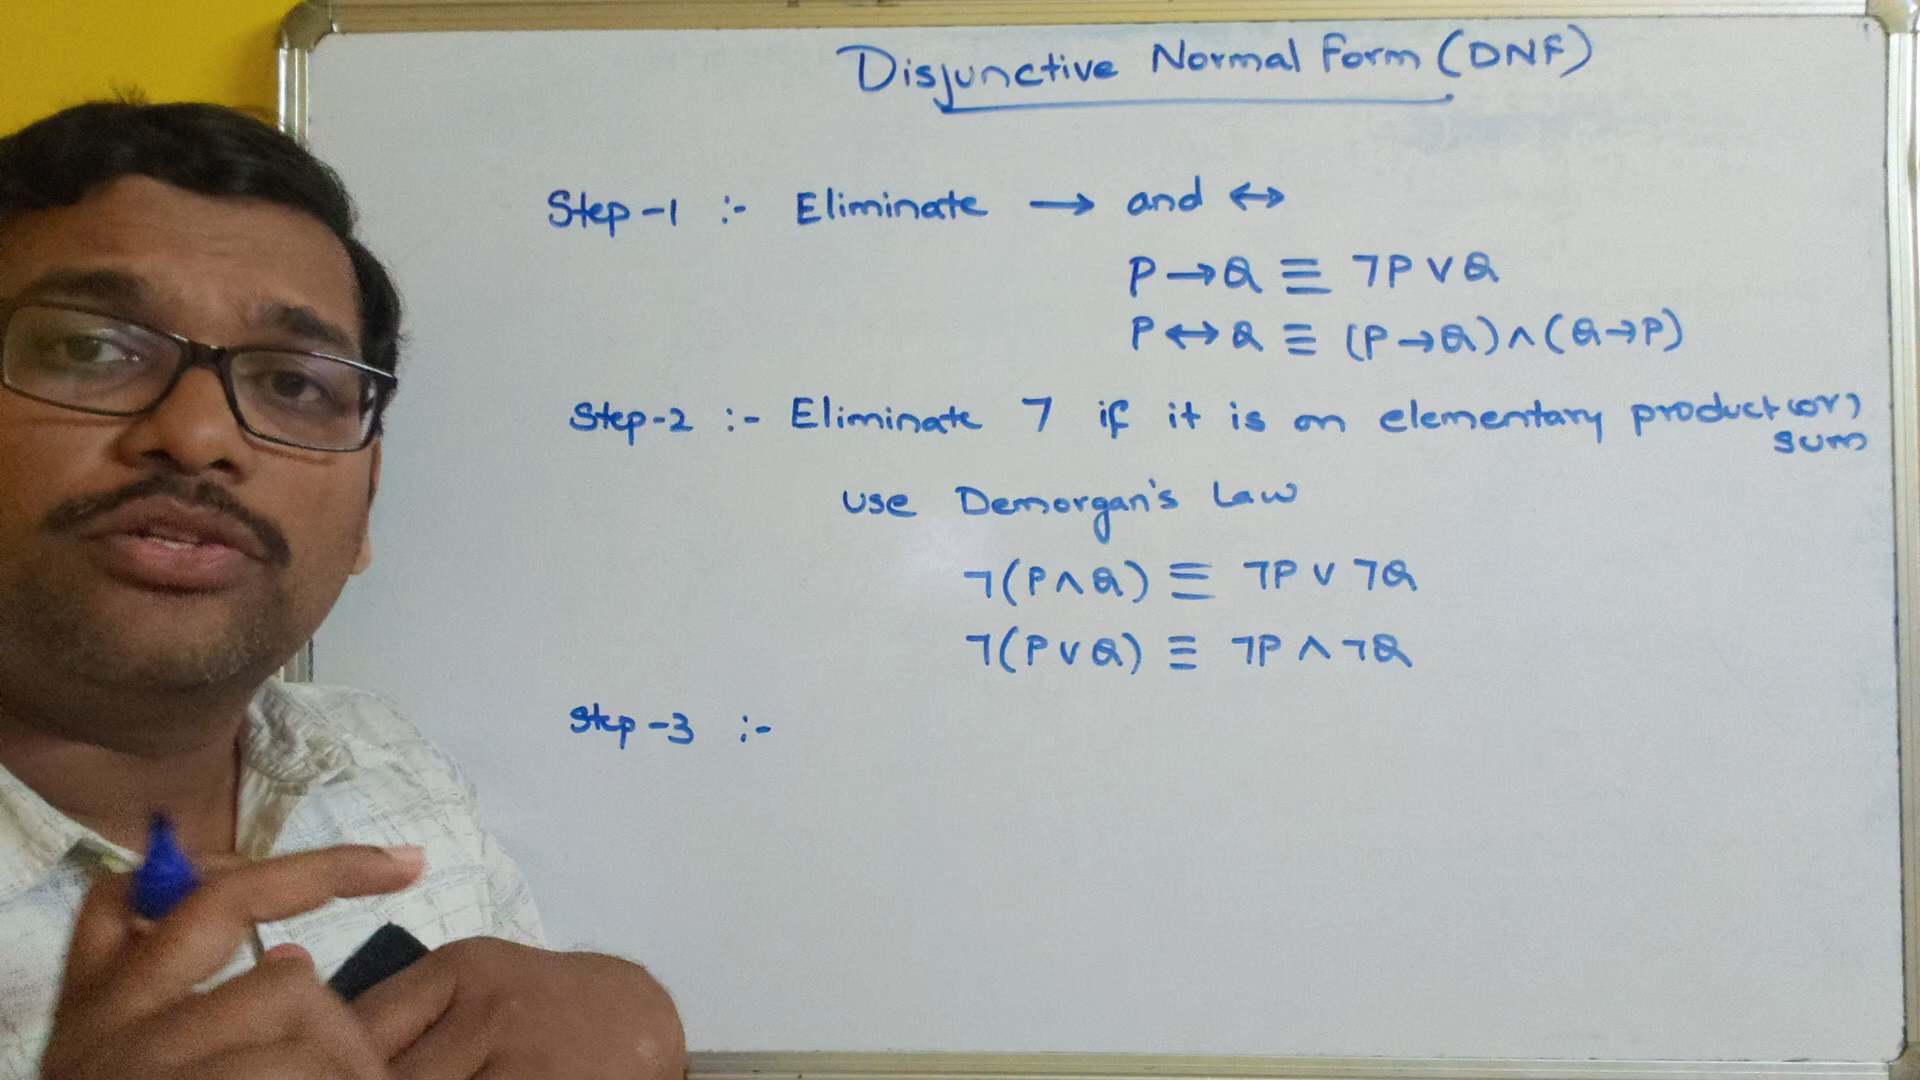 Disjunctive Normal Form (DNF)
Step-1 :- Eliminate → and ↔
P→Q ≡ ¬P ∨ Q
P↔Q ≡ (P→Q)∧(Q→P)
Step-2 :- Eliminate ¬ if it is on elementary product (or)
sum
use Demorgan's Law
¬(P∧Q) ≡ ¬P ∨ ¬Q
¬(P∨Q) ≡ ¬P ∧ ¬Q
Step-3 :-